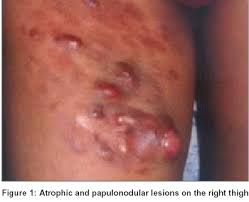 Figure 1: Atrophic and papulonodular lesions on the right thigh